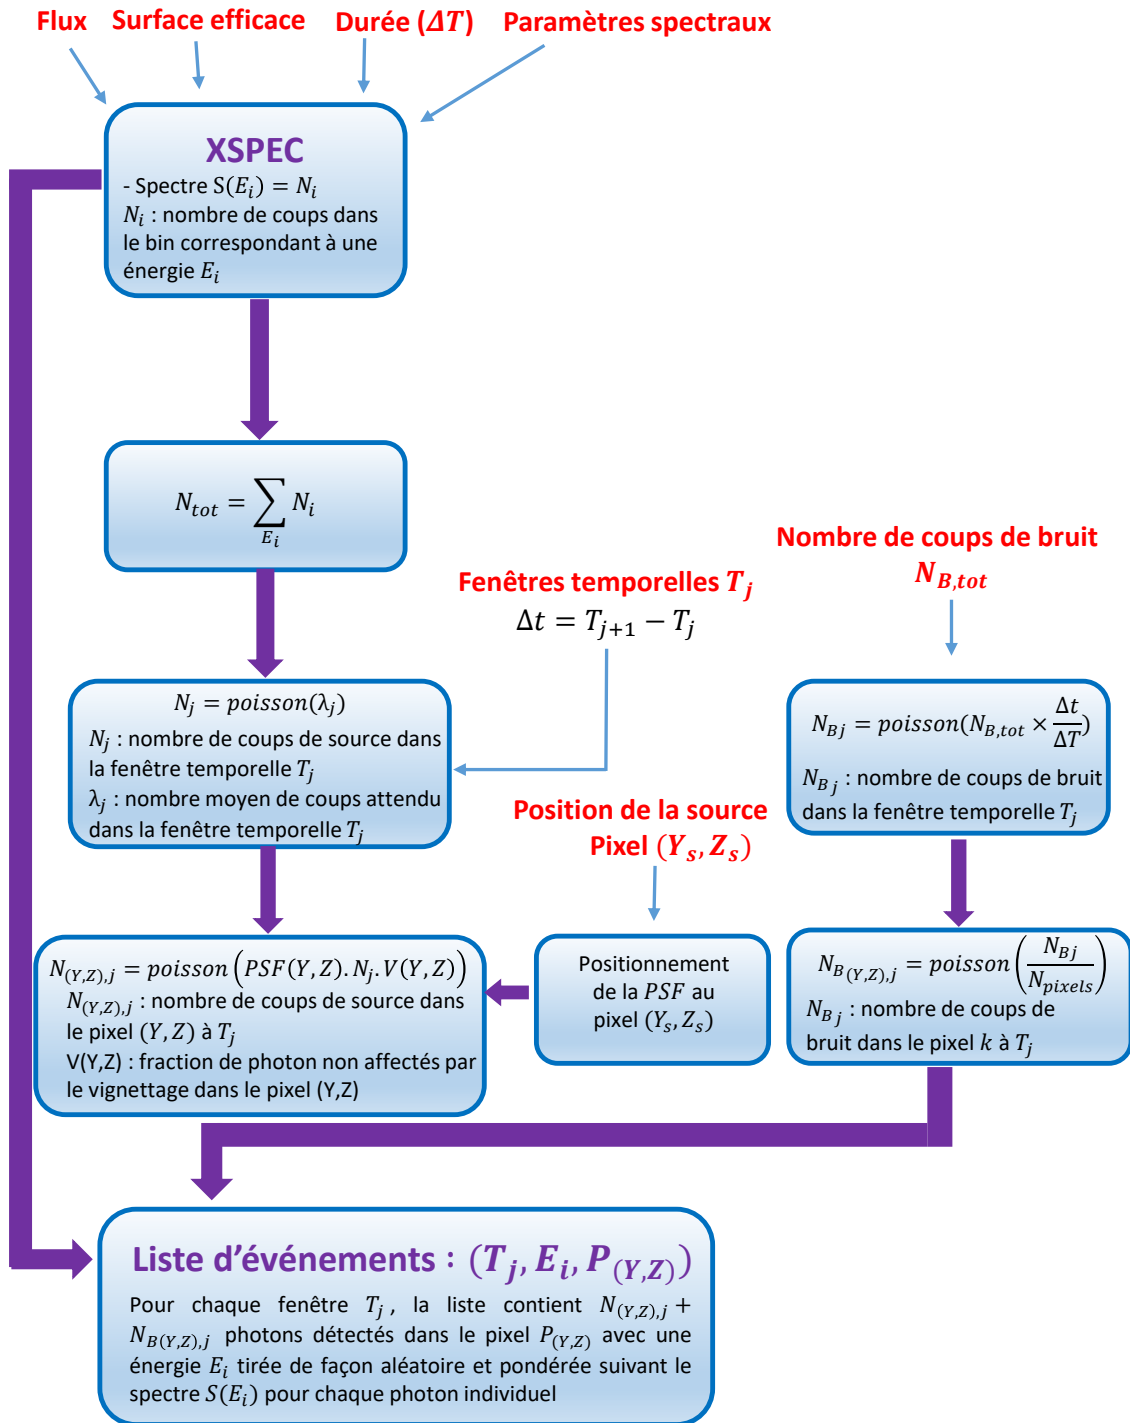 Flux
Surface efficace
Durée (ΔT)
Paramètres spectraux
XSPEC
- Spectre S(E_i) = N_i
N_i : nombre de coups dans
le bin correspondant à une
énergie E_i
N_{tot} = \sum_{E_i} N_i
Nombre de coups de bruit
N_{B,tot}
Fenêtres temporelles T_j
Δt = T_{j+1} − T_j
N_j = poisson(λ_j)
N_j : nombre de coups de source dans
la fenêtre temporelle T_j
λ_j : nombre moyen de coups attendu
dans la fenêtre temporelle T_j
N_{Bj} = poisson(N_{B,tot} × \frac{Δt}{ΔT})
N_{Bj} : nombre de coups de bruit
dans la fenêtre temporelle T_j
Position de la source
Pixel (Y_s, Z_s)
N_{(Y,Z),j} = poisson(PSF(Y,Z).N_j.V(Y,Z))
N_{(Y,Z),j} : nombre de coups de source dans
le pixel (Y,Z) à T_j
V(Y,Z) : fraction de photon non affectés par
le vignettage dans le pixel (Y,Z)
Positionnement
de la PSF au
pixel (Y_s, Z_s)
N_{B(Y,Z),j} = poisson(\frac{N_{Bj}}{N_{pixels}})
N_{Bj} : nombre de coups de
bruit dans le pixel k à T_j
Liste d’événements : (T_j, E_i, P_{(Y,Z)})
Pour chaque fenêtre T_j, la liste contient N_{(Y,Z),j} +
N_{B(Y,Z),j} photons détectés dans le pixel P_{(Y,Z)} avec une
énergie E_i tirée de façon aléatoire et pondérée suivant le
spectre S(E_i) pour chaque photon individuel